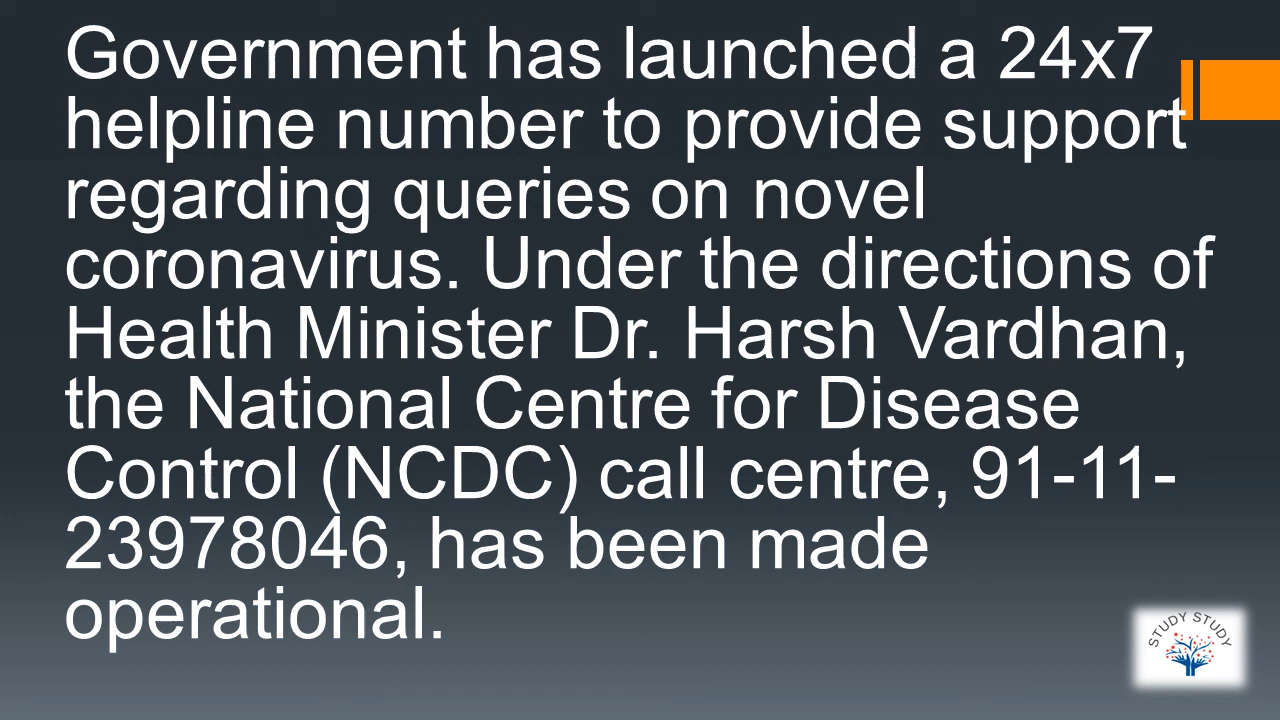 Government has launched a 24x7
helpline number to provide support
regarding queries on novel
coronavirus. Under the directions of
Health Minister Dr. Harsh Vardhan,
the National Centre for Disease
Control (NCDC) call centre, 91-11-
23978046, has been made
operational.
STUDY STUDY